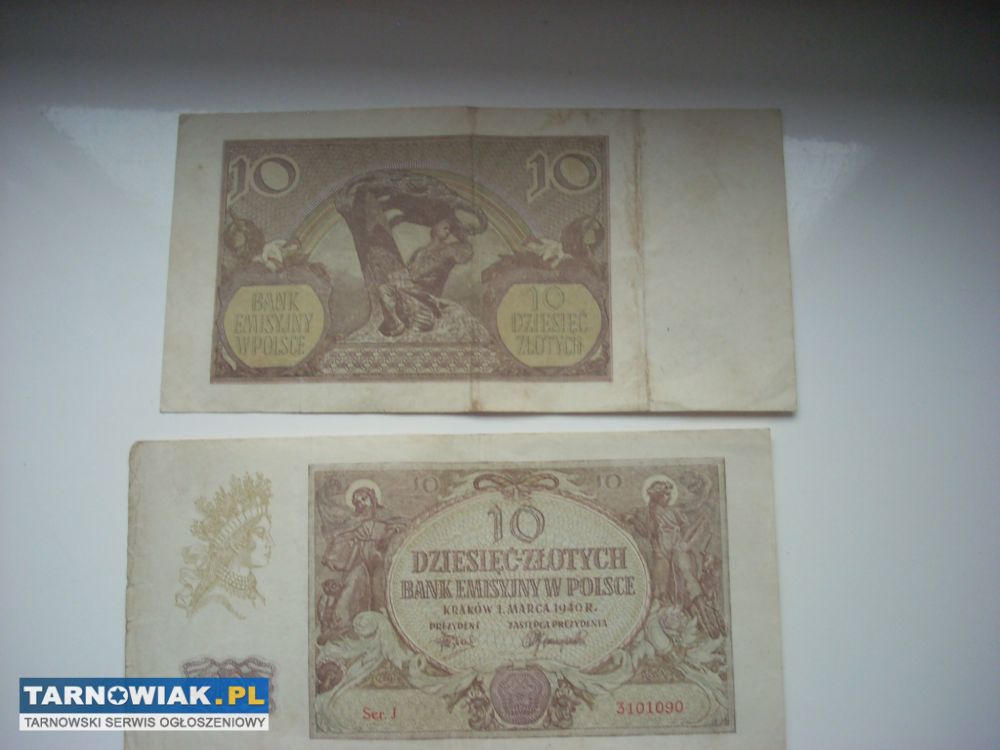 10
10
BANK
EMISYJNY
W POLSCE
10
DZIESIĘĆ
ZŁOTYCH
10
10
10
DZIESIĘĆ-ZŁOTYCH
BANK EMISYJNY W POLSCE
KRAKÓW 1. MARCA 1940 R.
PREZYDENT ZASTĘPCA PREZYDENTA
Ser. J 3101090
TARNOWIAK.PL
TARNOWSKI SERWIS OGŁOSZENIOWY